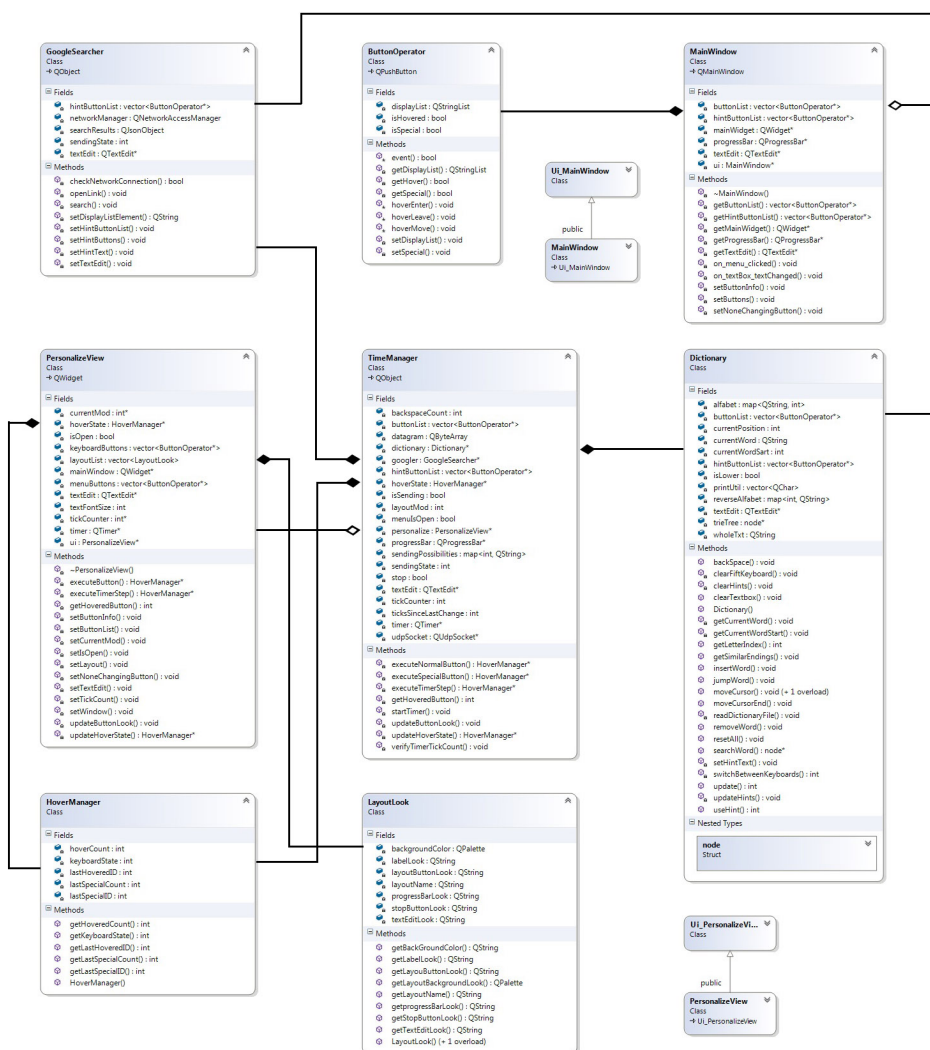 GoogleSearcher
Class
→ QObject
Fields
hintButtonList : vector<ButtonOperator*>
networkManager : QNetworkAccessManager
searchResults : QJsonObject
sendingState : int
textEdit : QTextEdit*
Methods
checkNetworkConnection() : bool
openLink() : void
search() : void
setDisplayListElement() : QString
setHintButtonList() : void
setHintButtons() : void
setHintText() : void
setTextEdit() : void
ButtonOperator
Class
→ QPushButton
Fields
displayList : QStringList
isHovered : bool
isSpecial : bool
Methods
event() : bool
getDisplayList() : QStringList
getHover() : bool
getSpecial() : bool
hoverEnter() : void
hoverLeave() : void
hoverMove() : void
setDisplayList() : void
setSpecial() : void
MainWindow
Class
→ QMainWindow
Fields
buttonList : vector<ButtonOperator*>
hintButtonList : vector<ButtonOperator*>
mainWidget : QWidget*
progressBar : QProgressBar*
textEdit : QTextEdit*
ui : MainWindow*
Methods
~MainWindow()
getButtonList() : vector<ButtonOperator*>
getHintButtonList() : vector<ButtonOperator*>
getMainWidget() : QWidget*
getProgressBar() : QProgressBar*
getTextEdit() : QTextEdit*
on_menu_clicked() : void
on_textBox_textChanged() : void
setButtonInfo() : void
setButtons() : void
setNoneChangingButton() : void
Ui_MainWindow
Class
public
MainWindow
Class
→ Ui_MainWindow
PersonalizeView
Class
→ QWidget
Fields
currentMod : int*
hoverState : HoverManager*
isOpen : bool
keyboardButtons : vector<ButtonOperator*>
layoutList : vector<LayoutLook>
mainWindow : QWidget*
menuButtons : vector<ButtonOperator*>
textEdit : QTextEdit*
textFontSize : int
tickCounter : int*
timer : QTimer*
ui : PersonalizeView*
Methods
~PersonalizeView()
executeButton() : HoverManager*
executeTimerStep() : HoverManager*
getHoveredButton() : int
setButtonInfo() : void
setButtonList() : void
setCurrentMod() : void
setIsOpen() : void
setLayout() : void
setNoneChangingButton() : void
setTextEdit() : void
setTickCount() : void
setWindow() : void
updateButtonLook() : void
updateHoverState() : HoverManager*
TimeManager
Class
→ QObject
Fields
backspaceCount : int
buttonList : vector<ButtonOperator*>
datagram : QByteArray
dictionary : Dictionary*
googler : GoogleSearcher*
hintButtonList : vector<ButtonOperator*>
hoverState : HoverManager*
isSending : bool
layoutMod : int
menuIsOpen : bool
personalize : PersonalizeView*
progressBar : QProgressBar*
sendingPossibilities : map<int, QString>
sendingState : int
stop : bool
textEdit : QTextEdit*
tickCounter : int
ticksSinceLastChange : int
timer : QTimer*
udpSocket : QUdpSocket*
Methods
executeNormalButton() : HoverManager*
executeSpecialButton() : HoverManager*
executeTimerStep() : HoverManager*
getHoveredButton() : int
startTimer() : void
updateButtonLook() : void
updateHoverState() : HoverManager*
verifyTimerTickCount() : void
Dictionary
Class
Fields
alfabet : map<QString, int>
buttonList : vector<ButtonOperator*>
currentPosition : int
currentWord : QString
currentWordSart : int
hintButtonList : vector<ButtonOperator*>
isLower : bool
printUtil : vector<QChar>
reverseAlfabet : map<int, QString>
textEdit : QTextEdit*
trieTree : node*
wholeTxt : QString
Methods
backSpace() : void
clearFiftKeyboard() : void
clearHints() : void
clearTextbox() : void
Dictionary()
getCurrentWord() : void
getCurrentWordStart() : void
getLetterIndex() : int
getSimilarEndings() : void
insertWord() : void
jumpWord() : void
moveCursor() : void (+ 1 overload)
moveCursorEnd() : void
readDictionaryFile() : void
removeWord() : void
resetAll() : void
searchWord() : node*
setHintText() : void
switchBetweenKeyboards() : int
update() : int
updateHints() : void
useHint() : int
Nested Types
node
Struct
HoverManager
Class
Fields
hoverCount : int
keyboardState : int
lastHoveredID : int
lastSpecialCount : int
lastSpecialID : int
Methods
getHoveredCount() : int
getKeyboardState() : int
getLastHoveredID() : int
getLastSpecialCount() : int
getLastSpecialID() : int
HoverManager()
LayoutLook
Class
Fields
backgroundColor : QPalette
labelLook : QString
layoutButtonLook : QString
layoutName : QString
progressBarLook : QString
stopButtonLook : QString
textEditLook : QString
Methods
getBackGroundColor() : QString
getLabelLook() : QString
getLayouButtonLook() : QString
getLayoutBackgroundLook() : QPalette
getLayoutName() : QString
getprogressBarLook() : QString
getStopButtonLook() : QString
getTextEditLook() : QString
LayoutLook() (+ 1 overload)
Ui_PersonalizeVi...
Class
public
PersonalizeView
Class
→ Ui_PersonalizeView